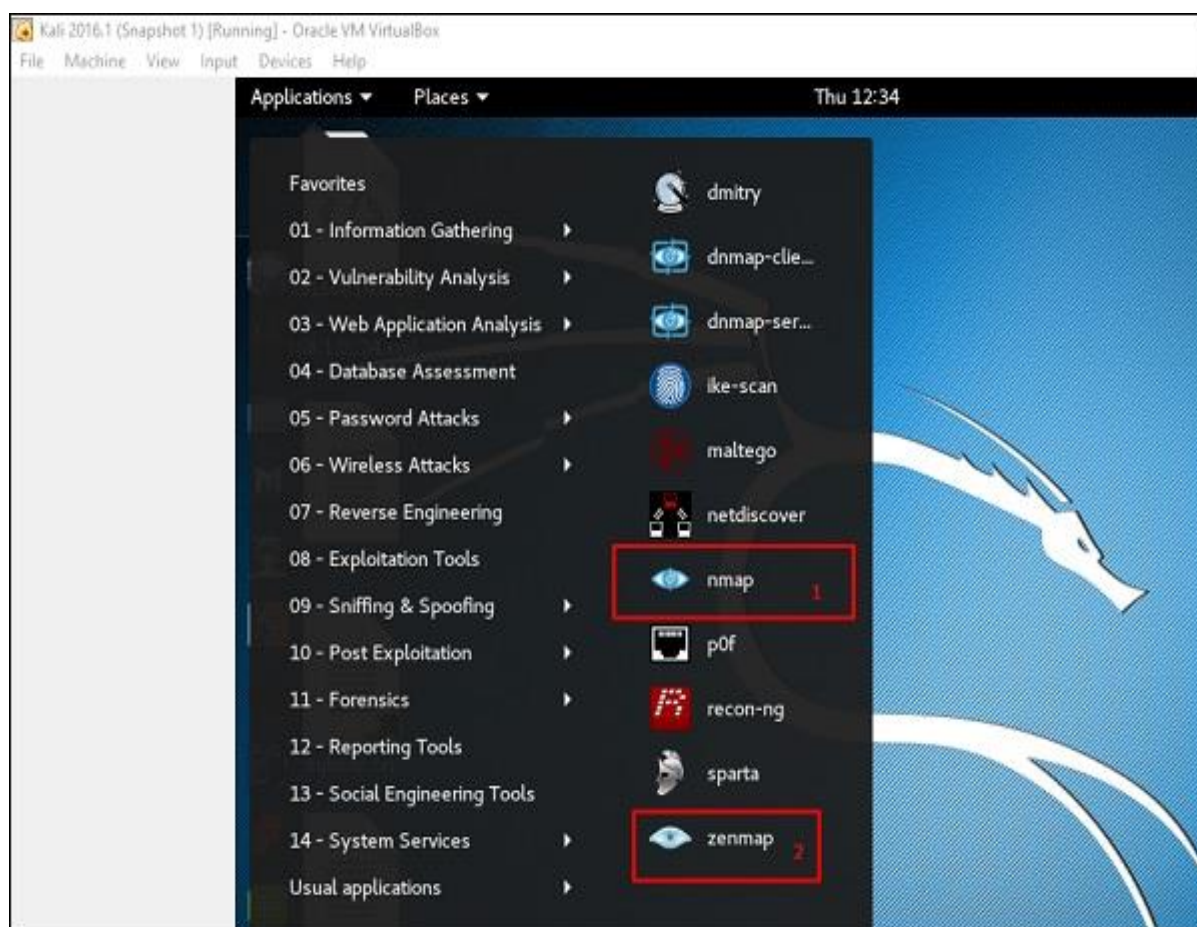 Kali 2016.1 (Snapshot 1) [Running] - Oracle VM VirtualBox
File Machine View Input Devices Help
Applications Places Thu 12:34
Favorites
01 - Information Gathering
02 - Vulnerability Analysis
03 - Web Application Analysis
04 - Database Assessment
05 - Password Attacks
06 - Wireless Attacks
07 - Reverse Engineering
08 - Exploitation Tools
09 - Sniffing & Spoofing
10 - Post Exploitation
11 - Forensics
12 - Reporting Tools
13 - Social Engineering Tools
14 - System Services
Usual applications
dmitry
dnmap-clie...
dnmap-ser...
ike-scan
maltego
netdiscover
nmap 1
p0f
recon-ng
sparta
zenmap 2